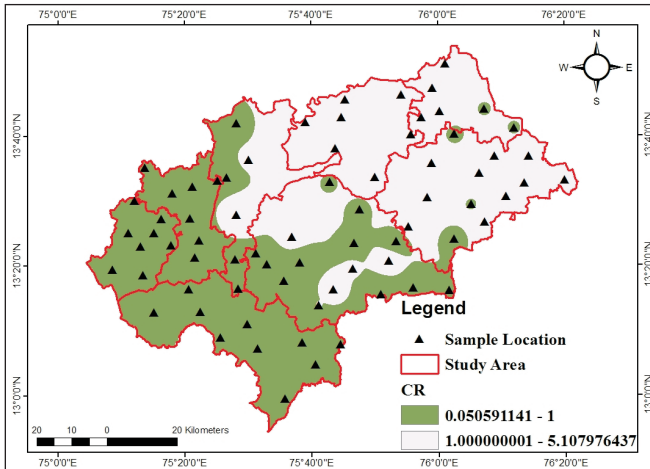 75°0'0"E 75°20'0"E 75°40'0"E 76°0'0"E 76°20'0"E
N
W E
S
13°40'0"N 13°40'0"N
13°20'0"N 13°20'0"N
13°0'0"N 13°0'0"N
Legend
Sample Location
Study Area
CR
0.050591141 - 1
1.000000001 - 5.107976437
20 10 0 20 Kilometers
75°0'0"E 75°20'0"E 75°40'0"E 76°0'0"E 76°20'0"E